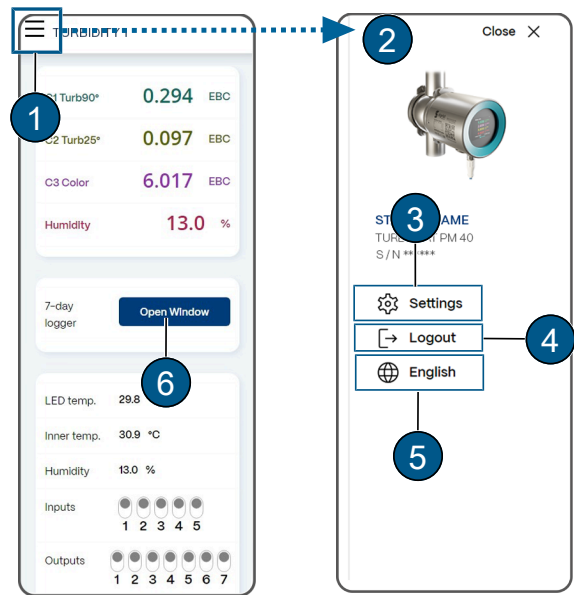 1
C1 Turb90° 0.294 EBC
C2 Turb25° 0.097 EBC
C3 Color 6.017 EBC
Humidity 13.0 %
7-day
logger
Open Window
6
LED temp. 29.8
Inner temp. 30.9 °C
Humidity 13.0 %
Inputs
1 2 3 4 5
Outputs
1 2 3 4 5 6 7
2
Close
3
PM 40
S/N
Settings
Logout
4
English
5